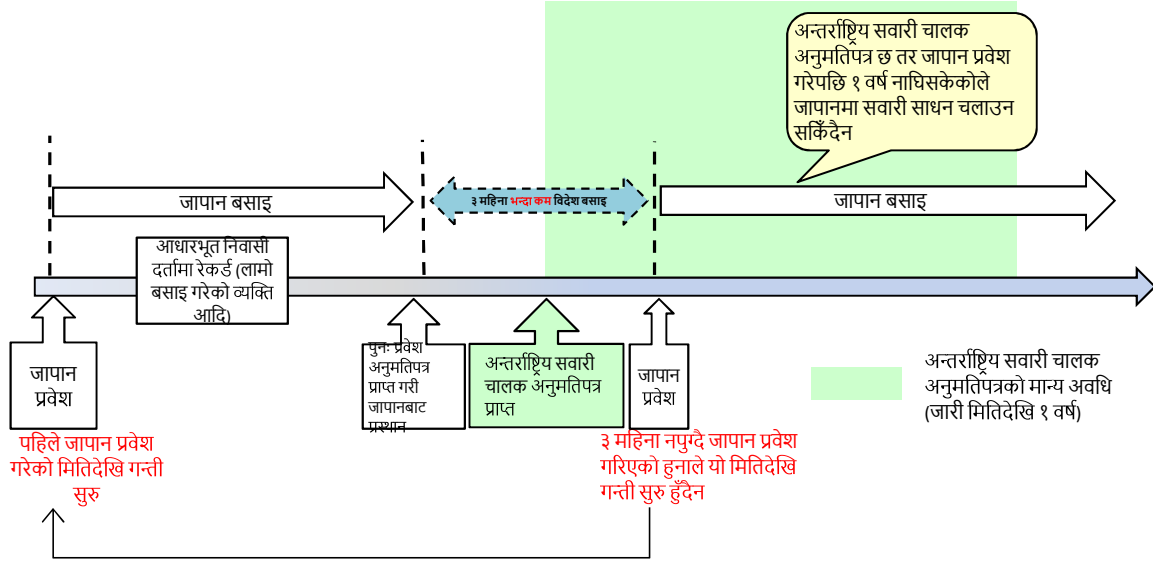 अन्तर्राष्ट्रिय सवारी चालक
अनुमतिपत्र छ तर जापान प्रवेश
गरेपछि १ वर्ष नाघिसकेकोले
जापानमा सवारी साधन चलाउन
सकिँदैन
जापान बसाइ
३ महिना भन्दा कम विदेश बसाइ
जापान बसाइ
आधारभूत निवासी
दर्तामा रेकर्ड (लामो
बसाइ गरेको व्यक्ति
आदि)
जापान
प्रवेश
पुनः प्रवेश
अनुमतिपत्र
प्राप्त गरी
जापानबाट
प्रस्थान
अन्तर्राष्ट्रिय सवारी
चालक अनुमतिपत्र
प्राप्त
जापान
प्रवेश
अन्तर्राष्ट्रिय सवारी चालक
अनुमतिपत्रको मान्य अवधि
(जारी मितिदेखि १ वर्ष)
पहिले जापान प्रवेश
गरेको मितिदेखि गन्ती
सुरु
३ महिना नपुग्दै जापान प्रवेश
गरिएको हुनाले यो मितिदेखि
गन्ती सुरु हुँदैन